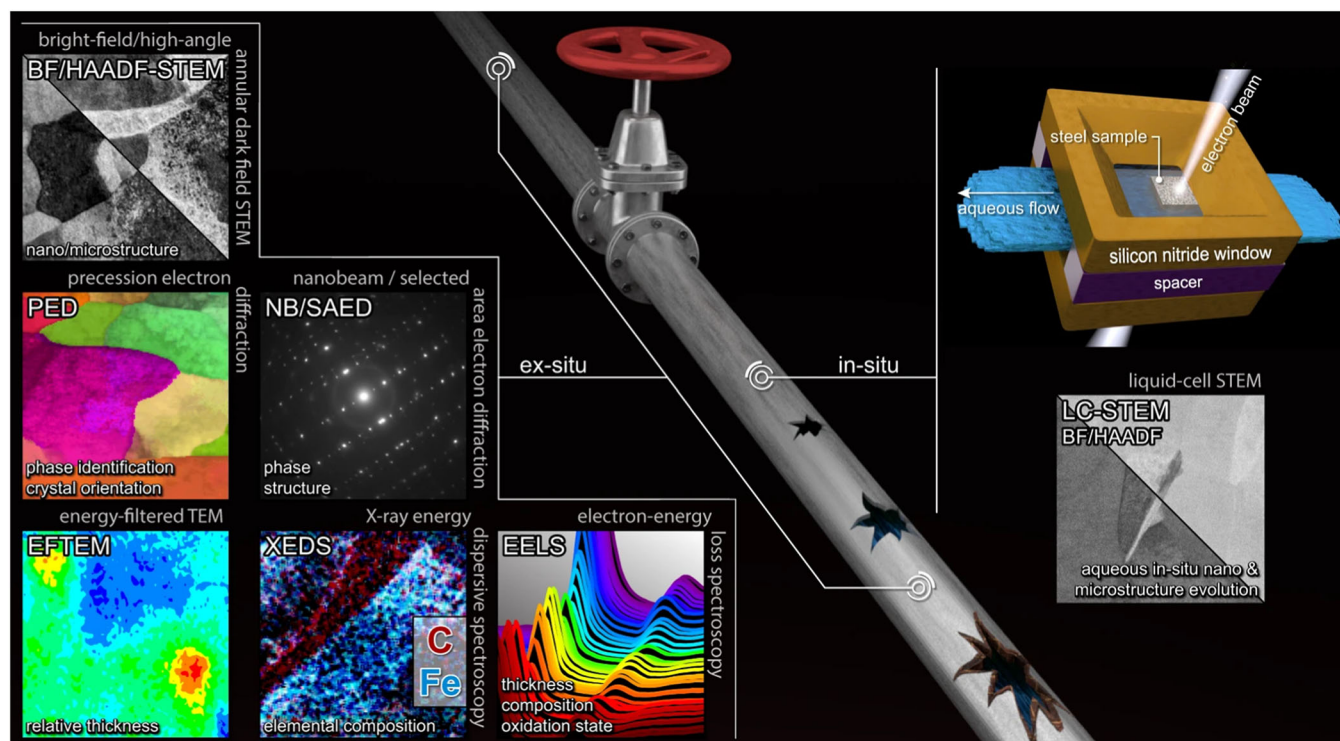 bright-field/high-angle
annular dark field STEM
BF/HAADF-STEM
nano/microstructure
precession electron
diffraction
PED
phase identification
crystal orientation
nanobeam / selected
area electron diffraction
NB/SAED
phase
structure
energy-filtered TEM
EFTEM
relative thickness
X-ray energy
dispersive spectroscopy
XEDS
C
Fe
elemental composition
electron-energy
loss spectroscopy
EELS
thickness
composition
oxidation state
ex-situ
in-situ
steel sample
electron beam
aqueous flow
silicon nitride window
spacer
liquid-cell STEM
LC-STEM
BF/HAADF
aqueous in-situ nano &
microstructure evolution